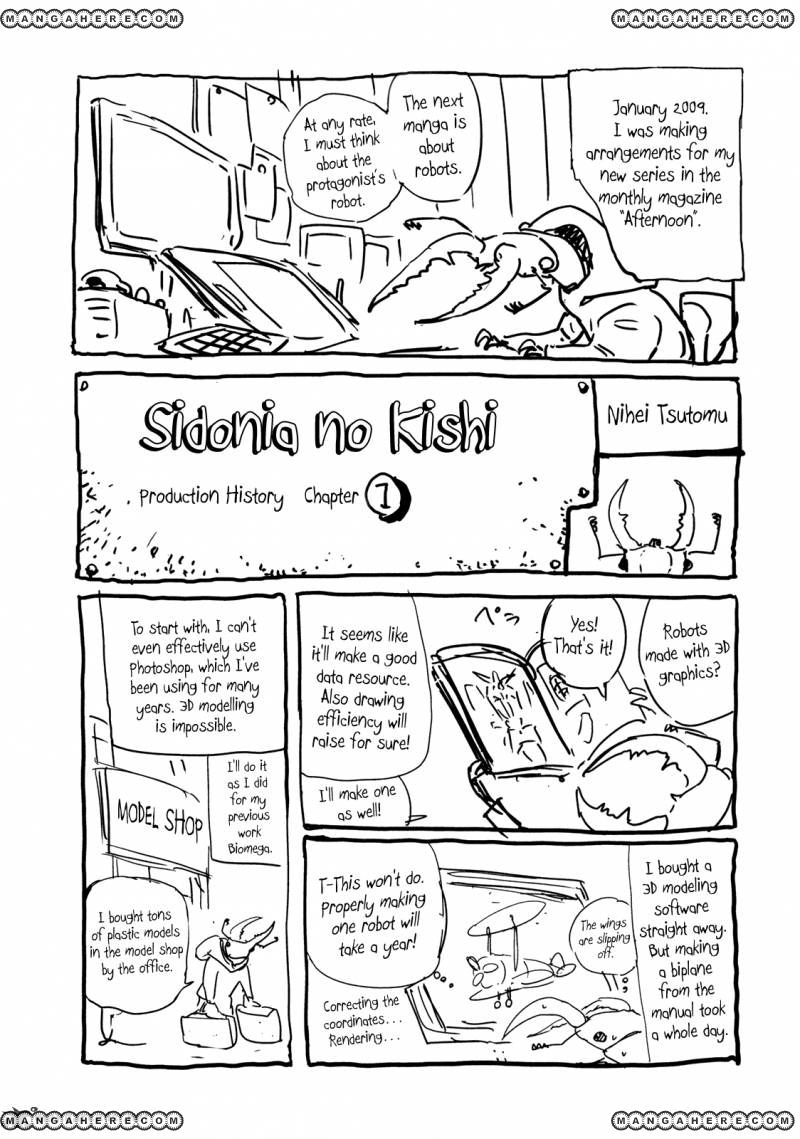 MANGAHERE.COM
MANGAHERE.COM
January 2009.
I was making
arrangements for my
new series in the
monthly magazine
"Afternoon".
The next
manga is
about
robots.
At any rate,
I must think
about the
protagonist's
robot.
Sidonia no Kishi
Production History Chapter 1
Nihei Tsutomu
Robots
made with 3D
graphics?
Yes!
That's it!
ペラ
It seems like
it'll make a good
data resource.
Also drawing
efficiency will
raise for sure!
I'll make one
as well!
I bought a
3D modeling
software
straight away.
But making
a biplane
from the
manual took
a whole day.
The wings
are slipping
off.
T-This won't do.
Properly making
one robot will
take a year!
Correcting the
coordinates...
Rendering...
To start with, I can't
even effectively use
Photoshop, which I've
been using for many
years. 3D modelling
is impossible.
I'll do it
as I did
for my
previous
work
Biomega.
MODEL SHOP
I bought tons
of plastic models
in the model shop
by the office.
MANGAHERE.COM
MANGAHERE.COM